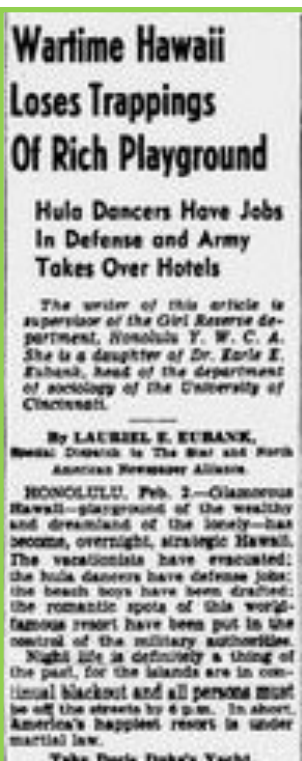 Wartime Hawaii
Loses Trappings
Of Rich Playground
Hula Dancers Have Jobs
In Defense and Army
Takes Over Hotels
The writer of this article is
supervisor of the Girl Reserve de-
partment, Honolulu Y. W. C. A.
She is a daughter of Dr. Earle E.
Eubank, head of the department
of sociology of the University of
Cincinnati.
By LAURIEL E. EUBANK,
Special Dispatch to The Star and North
American Newspaper Alliance.
HONOLULU, Feb. 2.—Glamorous
Hawaii—playground of the wealthy
and dreamland of the lonely—has
become, overnight, strategic Hawaii.
The vacationists have evacuated;
the hula dancers have defense jobs;
the beach boys have been drafted;
the romantic spots of this world-
famous resort have been put in the
control of the military authorities.
Night life is definitely a thing of
the past, for the islands are in con-
tinual blackout and all persons must
be off the streets by 6 p.m. In short,
America's happiest resort is under
martial law.
Take Doris Duke's Yacht.